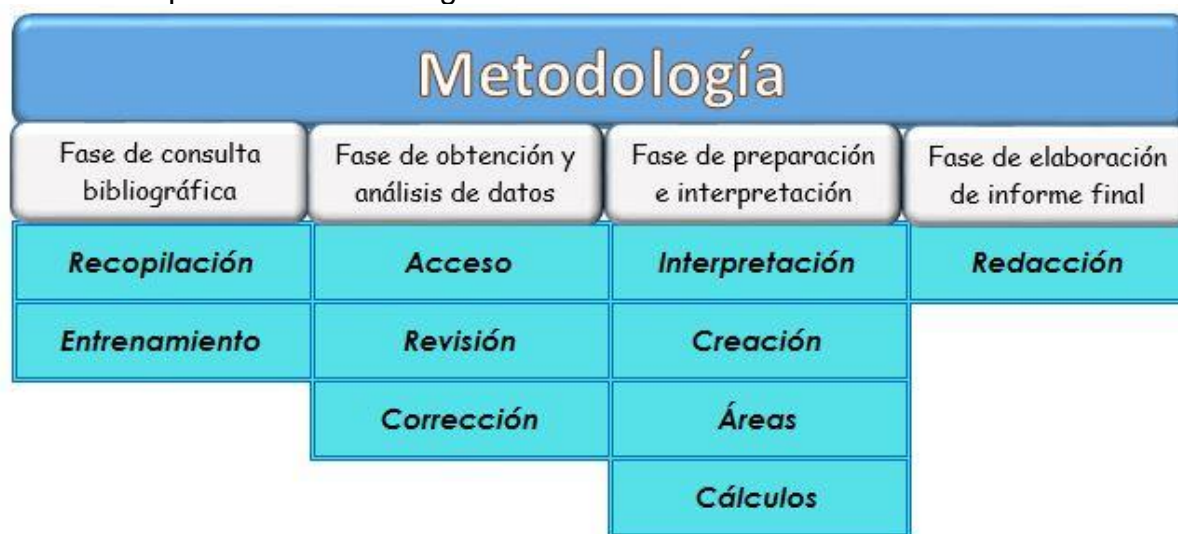 Metodología
Fase de consulta
bibliográfica
Fase de obtención y
análisis de datos
Fase de preparación
e interpretación
Fase de elaboración
de informe final
Recopilación
Acceso
Interpretación
Redacción
Entrenamiento
Revisión
Creación
Corrección
Áreas
Cálculos